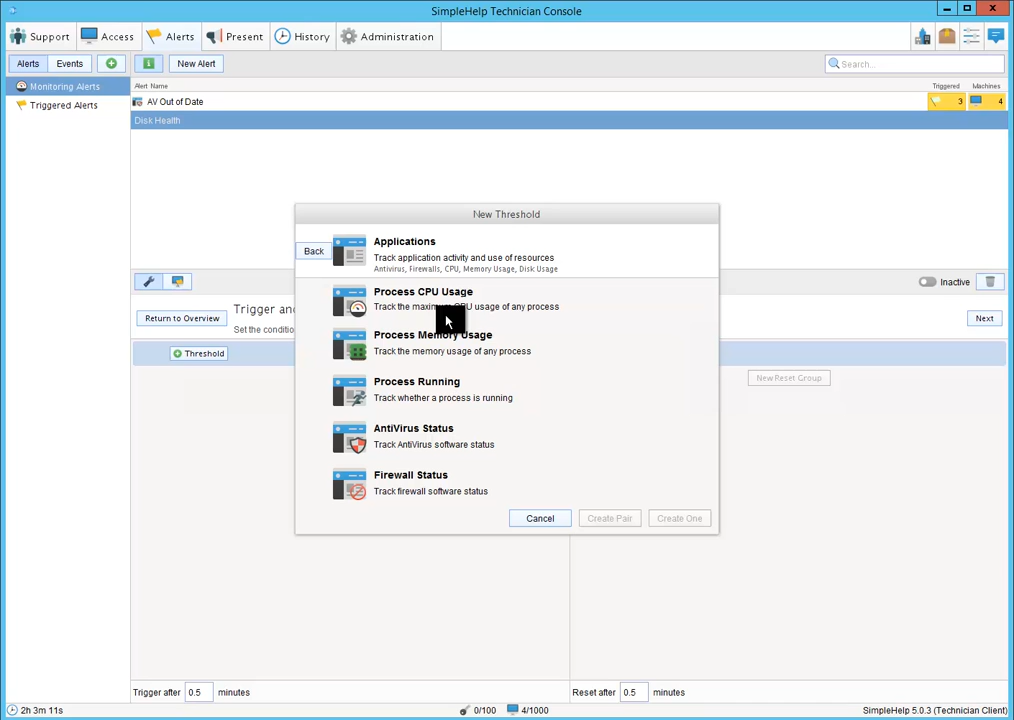 SimpleHelp Technician Console
Support Access Alerts Present History Administration
Alerts Events New Alert Search...
Monitoring Alerts
Triggered Alerts
Alert Name Triggered Machines
AV Out of Date 3 4
Disk Health
New Threshold
Back
Applications
Track application activity and use of resources
Antivirus, Firewalls, CPU, Memory Usage, Disk Usage
Process CPU Usage
Track the maximum CPU usage of any process
Process Memory Usage
Track the memory usage of any process
Process Running
Track whether a process is running
AntiVirus Status
Track AntiVirus software status
Firewall Status
Track firewall software status
Cancel Create Pair Create One
Inactive
Return to Overview
Trigger and
Set the conditio
Next
Threshold
New Reset Group
Trigger after 0.5 minutes
Reset after 0.5 minutes
2h 3m 11s 0/100 4/1000 SimpleHelp 5.0.3 (Technician Client)